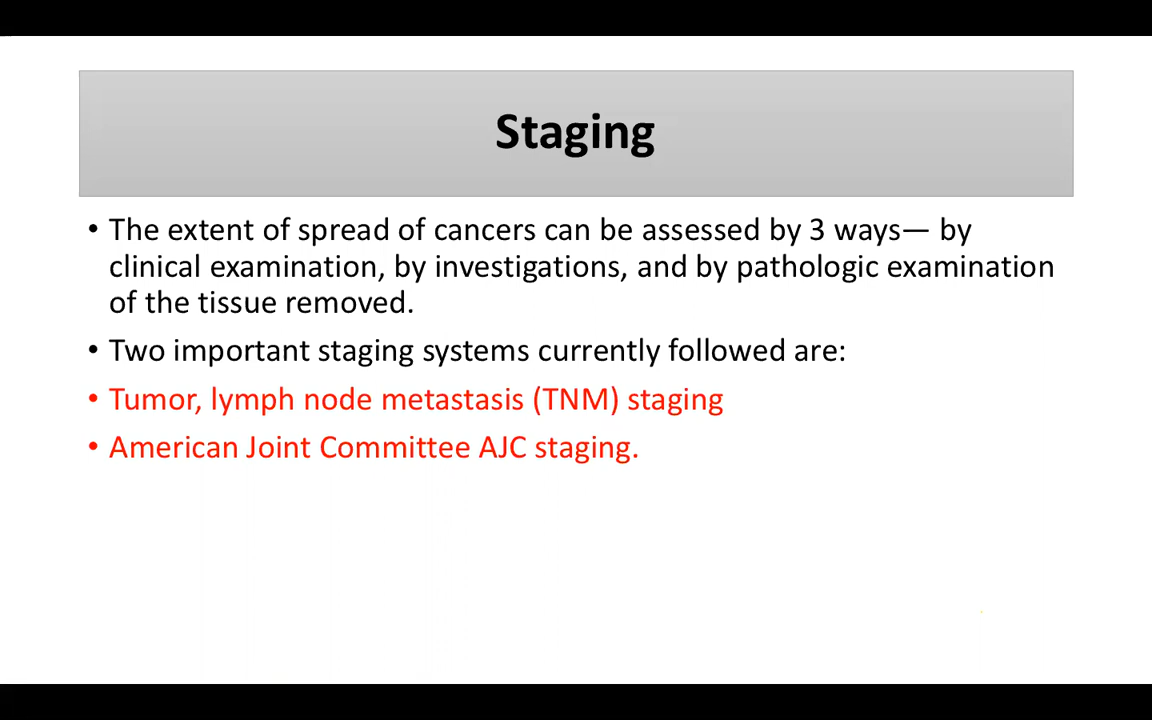 Staging
• The extent of spread of cancers can be assessed by 3 ways— by
clinical examination, by investigations, and by pathologic examination
of the tissue removed.
• Two important staging systems currently followed are:
• Tumor, lymph node metastasis (TNM) staging
• American Joint Committee AJC staging.